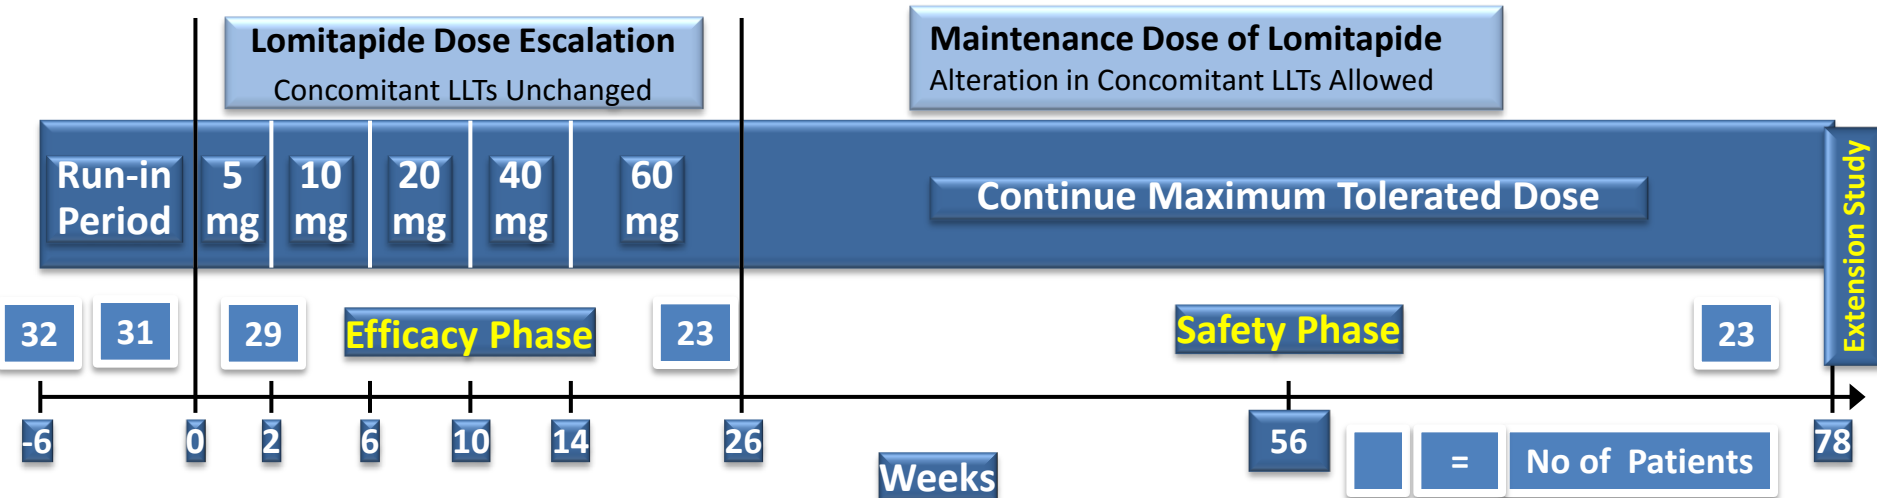 Lomitapide Dose Escalation
Concomitant LLTs Unchanged
Maintenance Dose of Lomitapide
Alteration in Concomitant LLTs Allowed
Run-in
Period
5
mg
10
mg
20
mg
40
mg
60
mg
Continue Maximum Tolerated Dose
Extension Study
32
31
29
Efficacy Phase
23
Safety Phase
23
-6
0
2
6
10
14
26
56
78
Weeks
= No of Patients